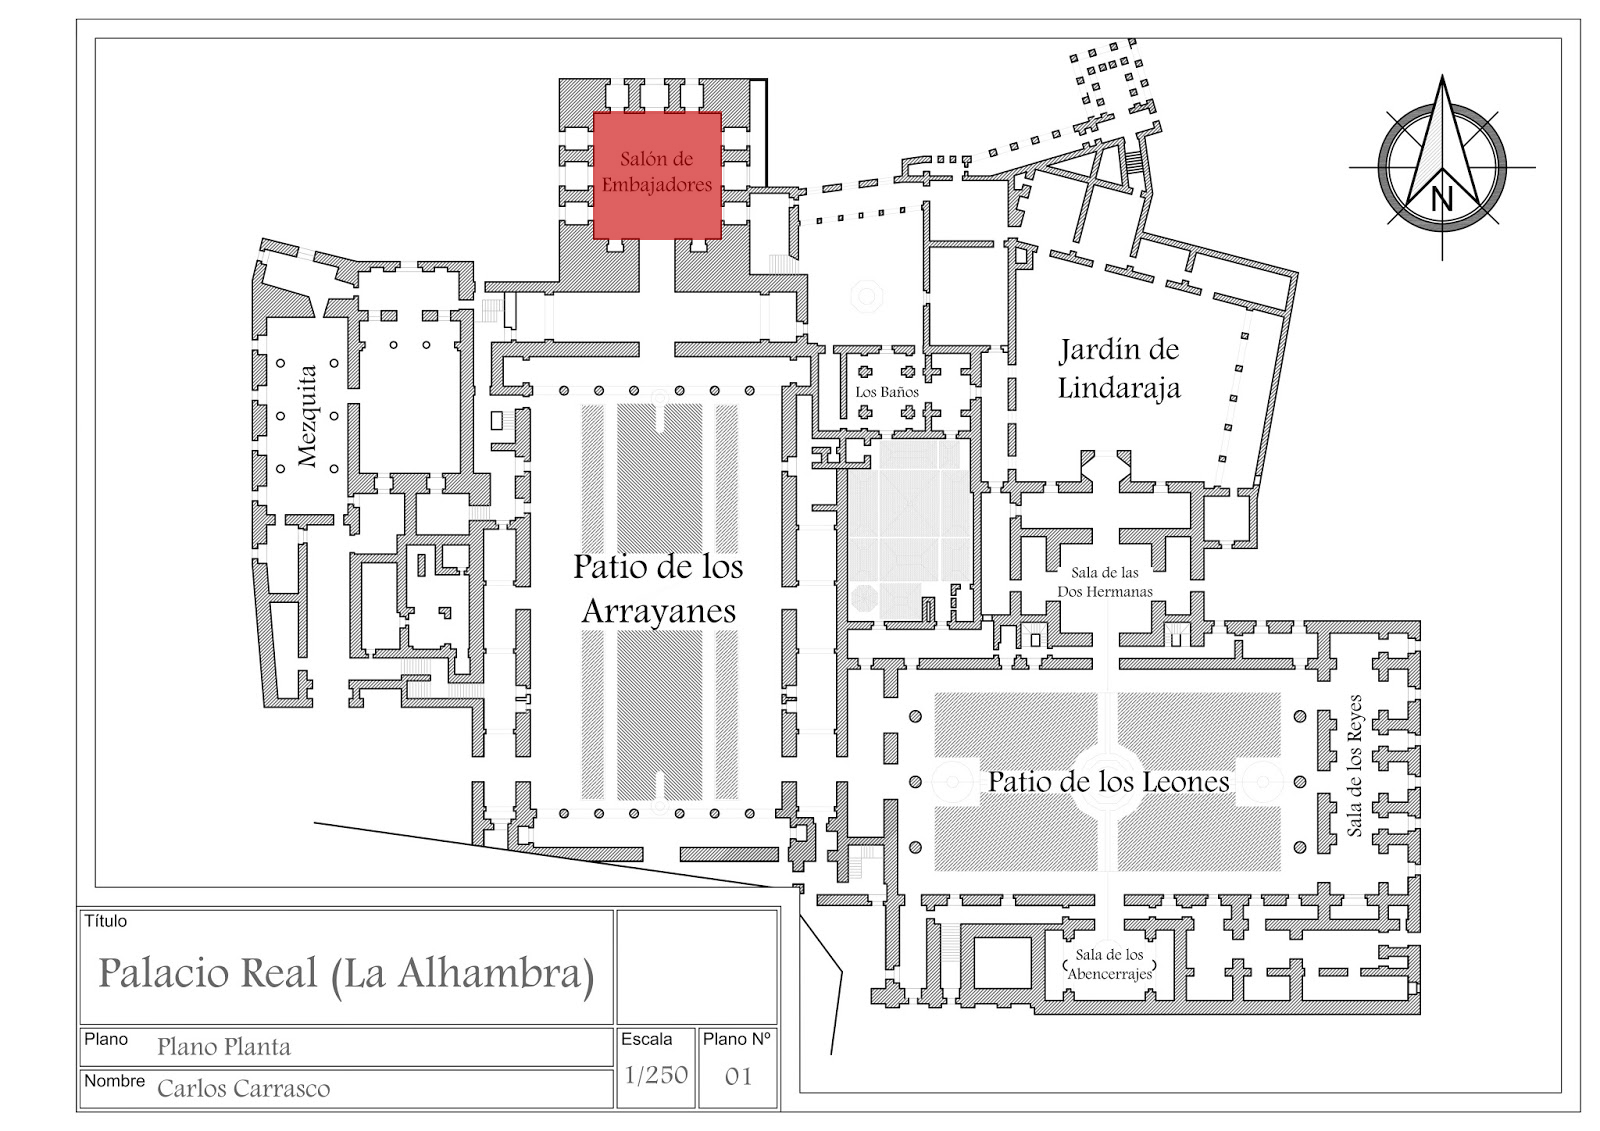 Salón de
Embajadores
N
Mezquita
Los Baños
Jardín de
Lindaraja
Patio de los
Arrayanes
Sala de las
Dos Hermanas
Patio de los Leones
Sala de los Reyes
Sala de los
Abencerrajes
Título
Palacio Real (La Alhambra)
Plano
Plano Planta
Nombre
Carlos Carrasco
Escala
1/250
Plano Nº
01